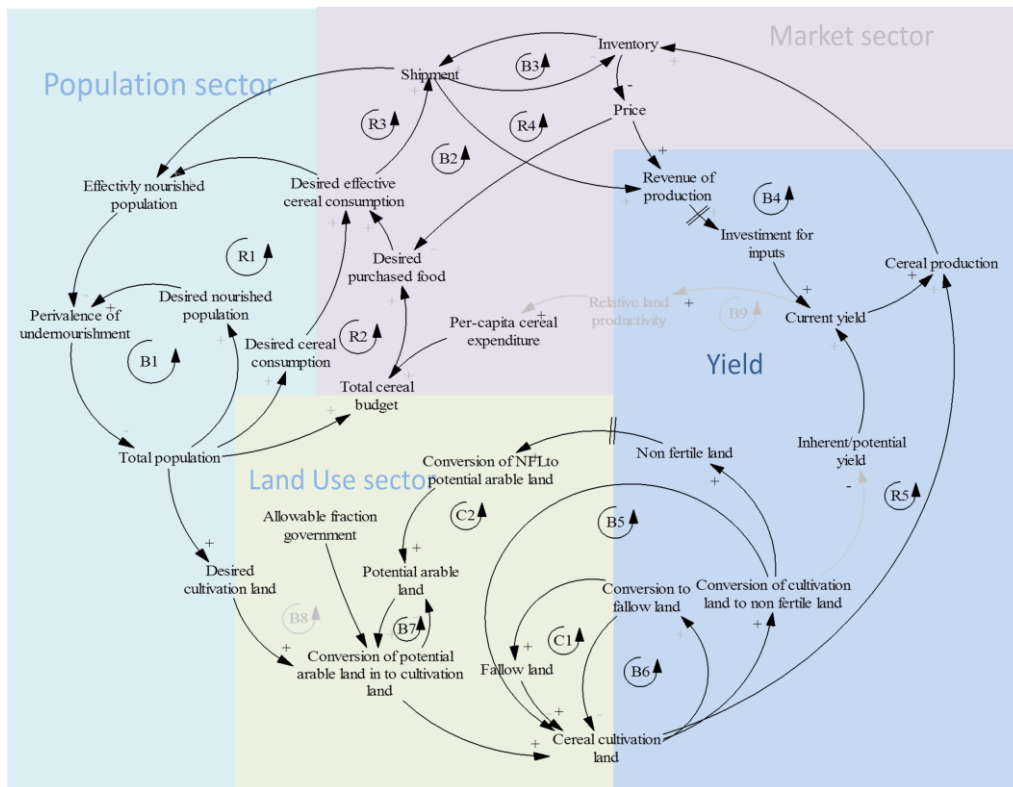 Market sector
Population sector
Inventory
B3
Shipment
-
Price
R3
R4
B2
+
Effectivly nourished
population
Desired effective
cereal consumption
Revenue of
production
B4
Investiment for
inputs
R1
Desired
purchased food
Cereal production
+
Desired nourished
population
+
Perivalence of
undernourishment
Relative land
productivity
+
B9
+
Current yield
+
Per-capita cereal
expenditure
+
B1
Desired cereal
consumption
R2
Yield
Total cereal
budget
Total population
Land Use sector
Conversion of NFLto
potential arable land
Non fertile land
+
Inherent/potential
yield
-
R5
Allowable fraction
government
C2
B5
+
+
Desired
cultivation land
Potential arable
land
Conversion to
fallow land
Conversion of cultivation
land to non fertile land
B8
B7
+
+
C1
+
Conversion of potential
arable land in to cultivation
land
Fallow land
B6
+
+
Cereal cultivation
land